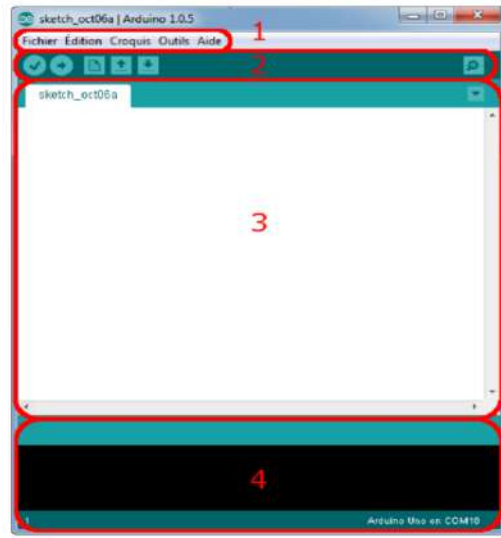 sketch_oct06a | Arduino 1.0.5
Fichier Édition Croquis Outils Aide 1
2
sketch_oct06a
3
4
1 Arduino Uno en COM10